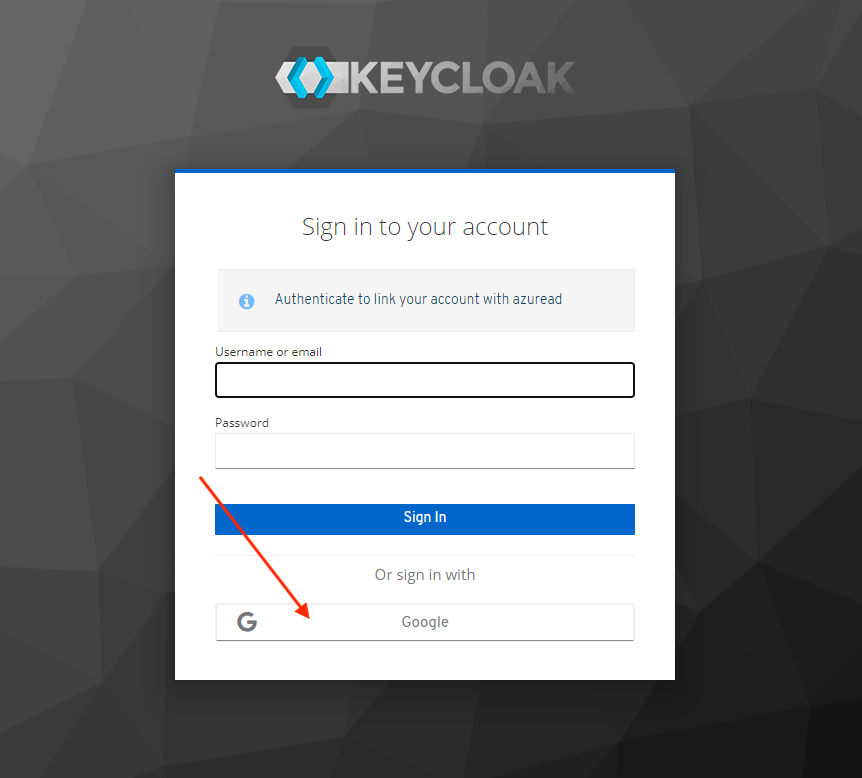 KEYCLOAK
Sign in to your account
Authenticate to link your account with azuread
Username or email
Password
Sign In
Or sign in with
Google